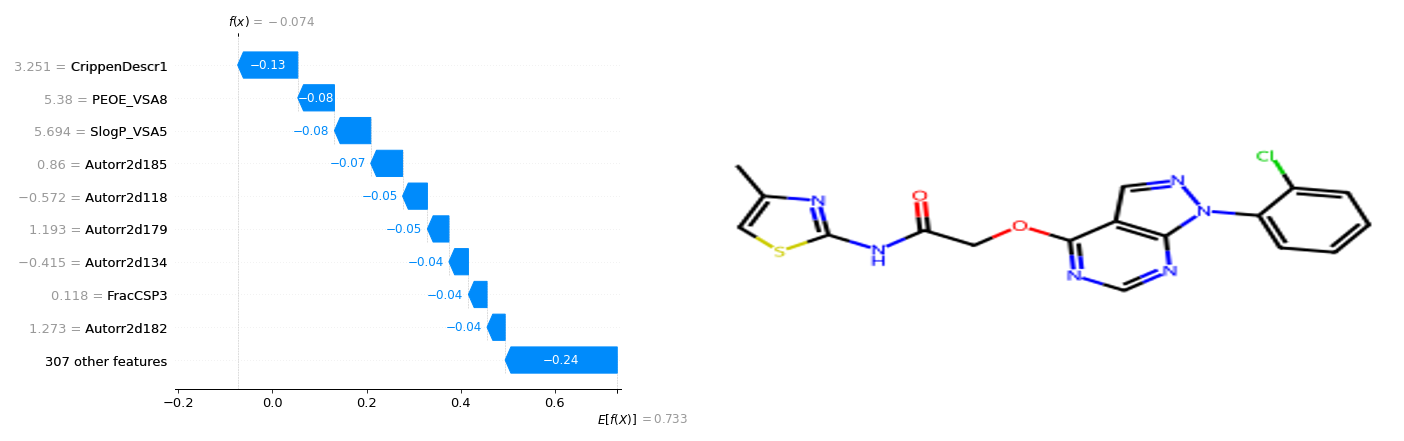 f(x) = −0.074
3.251 = CrippenDescr1
−0.13
5.38 = PEOE_VSA8
−0.08
5.694 = SlogP_VSA5
−0.08
0.86 = Autorr2d185
−0.07
−0.572 = Autorr2d118
−0.05
1.193 = Autorr2d179
−0.05
−0.415 = Autorr2d134
−0.04
0.118 = FracCSP3
−0.04
1.273 = Autorr2d182
−0.04
307 other features
−0.24
−0.2 0.0 0.2 0.4 0.6
E[f(X)] = 0.733
Cl
N
N
O
N
O
N
H
S
N
N